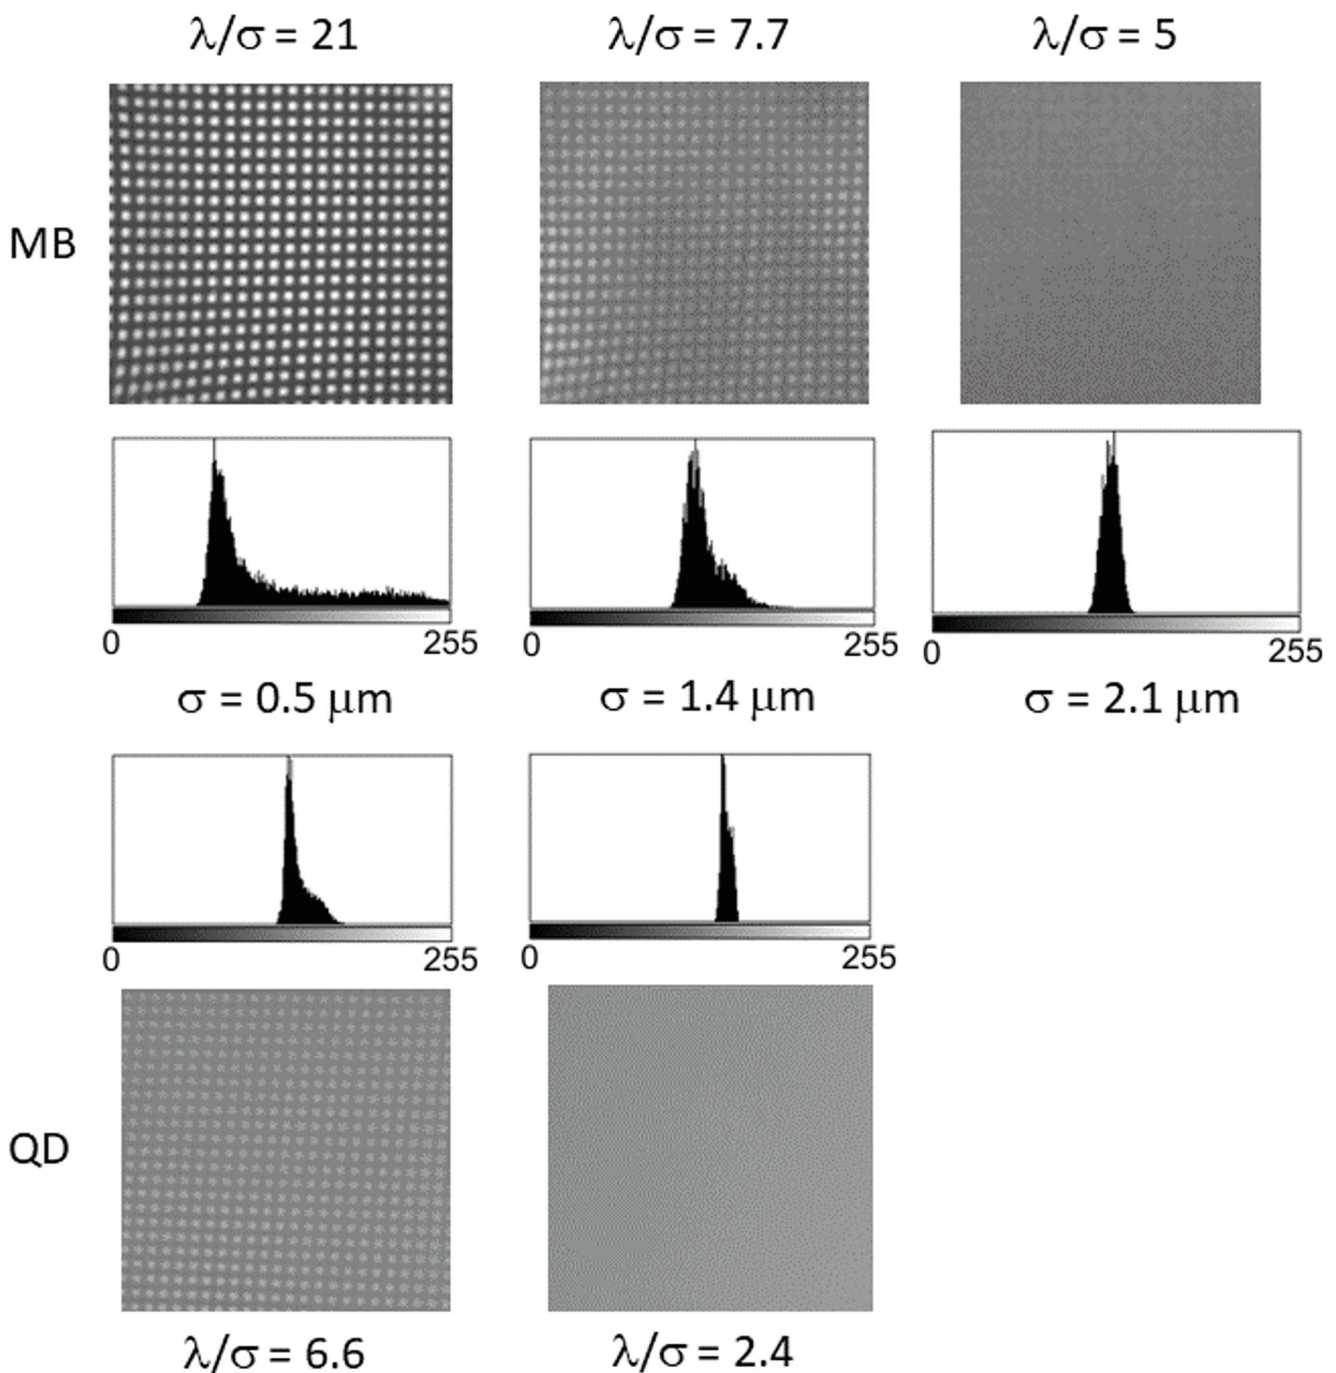 λ/σ = 21 λ/σ = 7.7 λ/σ = 5
MB
0 255 0 255 0 255
σ = 0.5 μm σ = 1.4 μm σ = 2.1 μm
0 255 0 255
QD
λ/σ = 6.6 λ/σ = 2.4